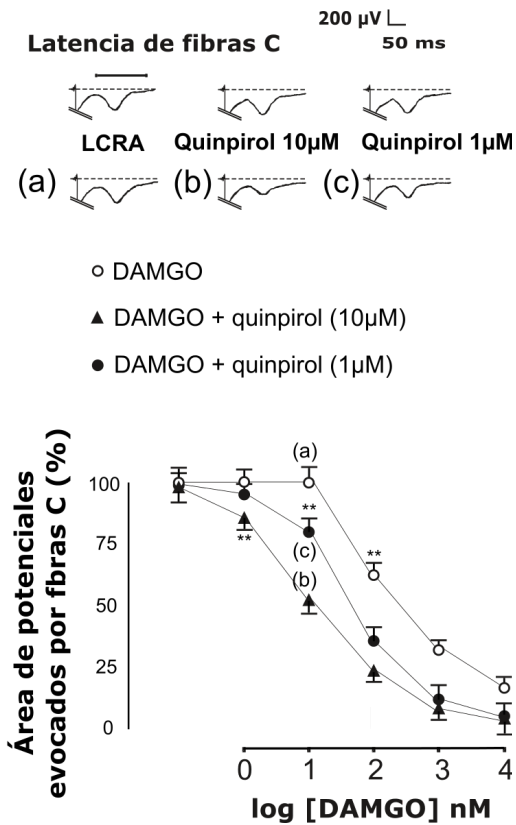 200 µV
50 ms
Latencia de fibras C
LCRA
Quinpirol 10µM
Quinpirol 1µM
(a)
(b)
(c)
DAMGO
DAMGO + quinpirol (10µM)
DAMGO + quinpirol (1µM)
Área de potenciales
evocados por fbras C (%)
100
75
50
25
0
(a)
**
**
**
(c)
(b)
0 1 2 3 4
log [DAMGO] nM